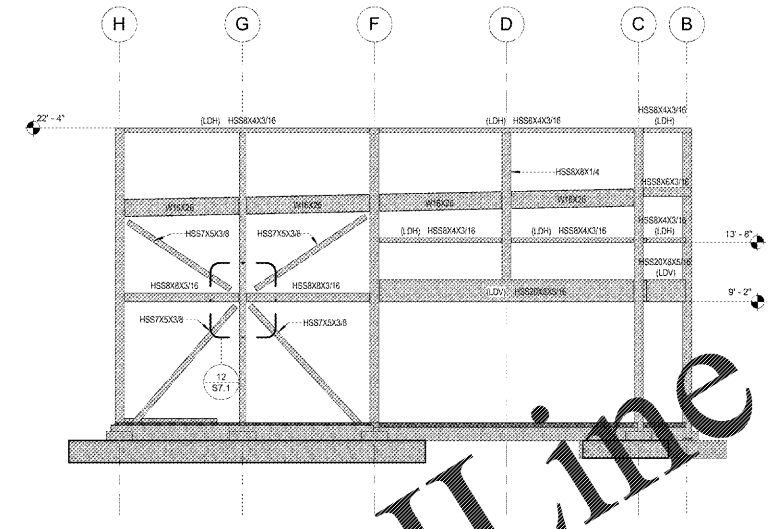 H G F D C B
22' - 4"
(LDH) HSS8X4X3/16
(LDH) HSS8X4X3/16
HSS8X4X3/16
(LDH)
HSS8X8X1/4
HSS8X6X3/16
W16X26
W16X26
W16X26
W16X26
HSS7X5X3/8
HSS7X5X3/8
(LDH) HSS8X4X3/16
(LDH) HSS8X4X3/16
HSS8X4X3/16
(LDH)
13' - 8"
HSS20X8X5/16
(LDV)
HSS8X8X3/16
HSS8X8X3/16
(LDV) HSS20X8X5/16
9' - 2"
HSS7X5X3/8
HSS7X5X3/8
12
S7.1
Line